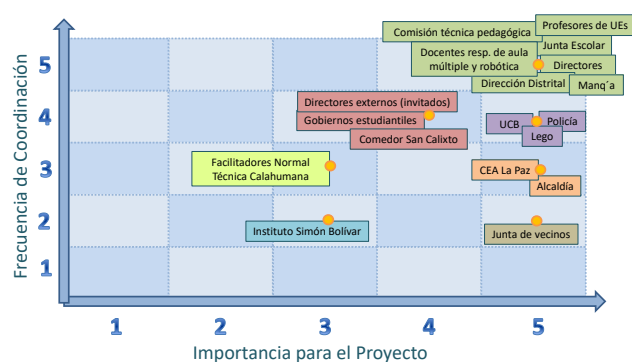 Profesores de UEs
Comisión técnica pedagógica
Junta Escolar
Docentes resp. de aula
múltiple y robótica
Directores
Dirección Distrital
Manq´a
Directores externos (invitados)
Gobiernos estudiantiles
Comedor San Calixto
UCB
Policía
Lego
Facilitadores Normal
Técnica Calahumana
CEA La Paz
Alcaldía
Instituto Simón Bolívar
Junta de vecinos
Frecuencia de Coordinación
5
4
3
2
1
1 2 3 4 5
Importancia para el Proyecto